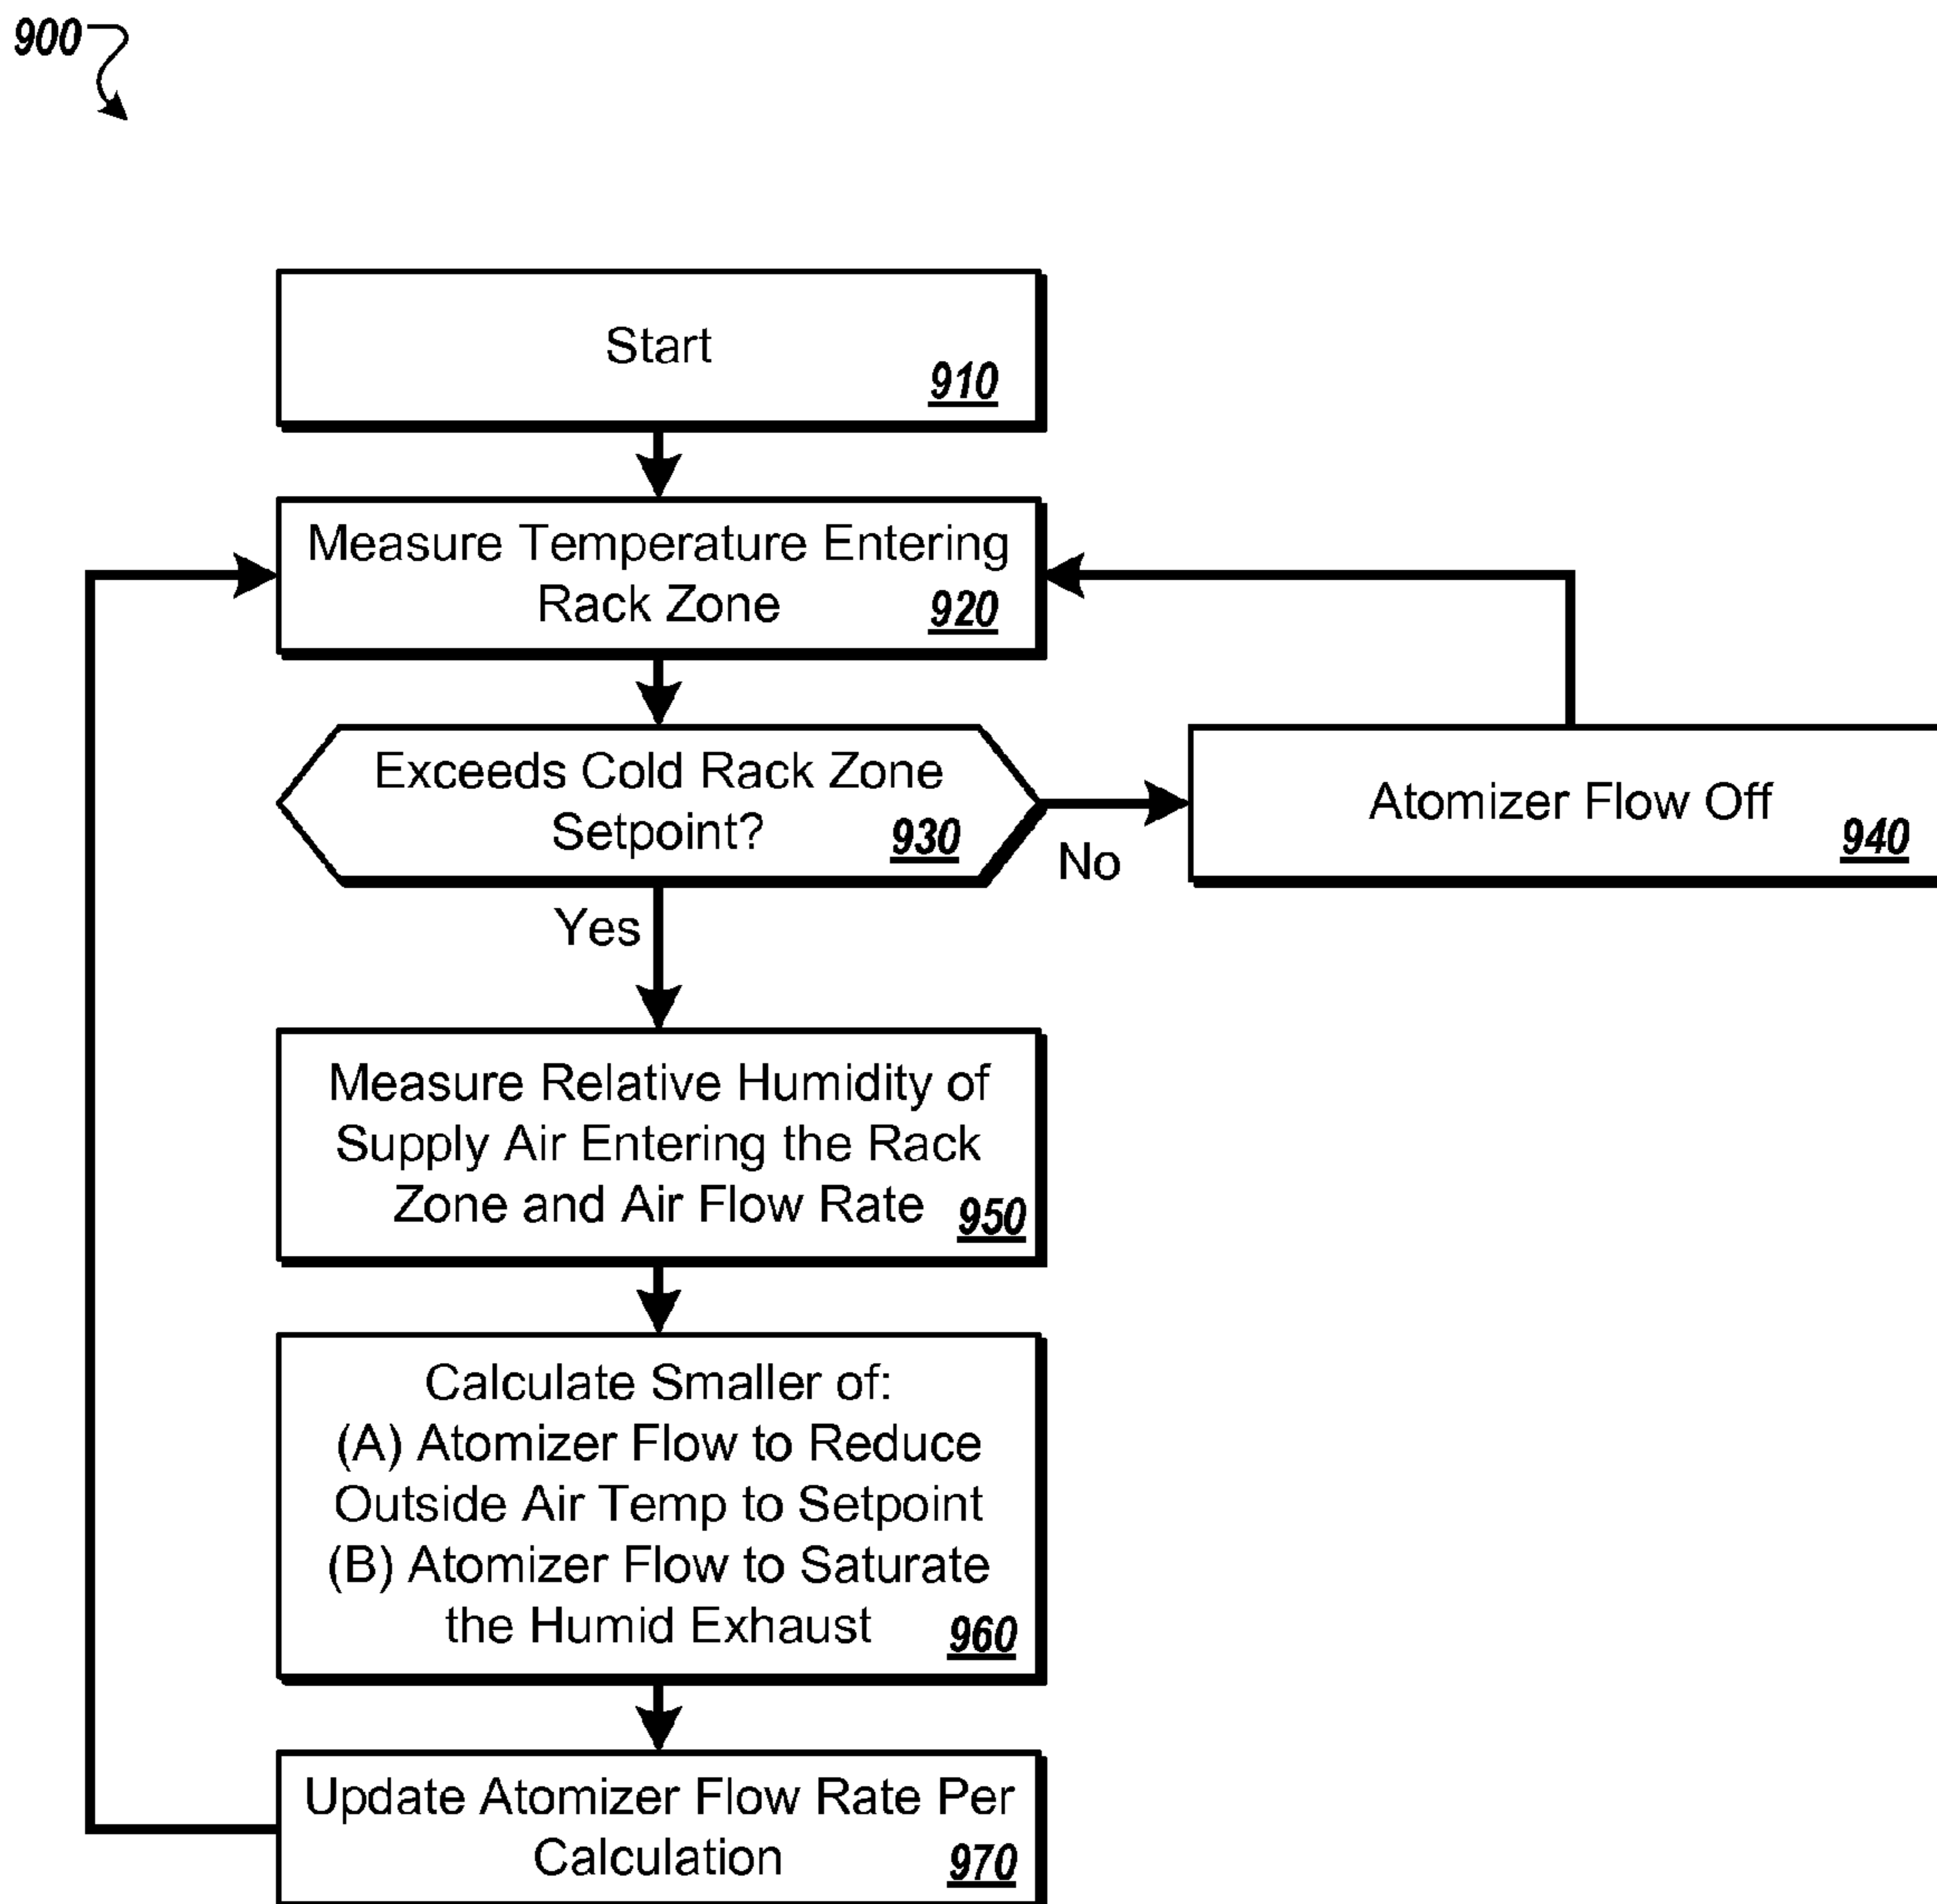 900
Start
910
Measure Temperature Entering
Rack Zone
920
Exceeds Cold Rack Zone
Setpoint?
930
No
Atomizer Flow Off
940
Yes
Measure Relative Humidity of
Supply Air Entering the Rack
Zone and Air Flow Rate
950
Calculate Smaller of:
(A) Atomizer Flow to Reduce
Outside Air Temp to Setpoint
(B) Atomizer Flow to Saturate
the Humid Exhaust
960
Update Atomizer Flow Rate Per
Calculation
970